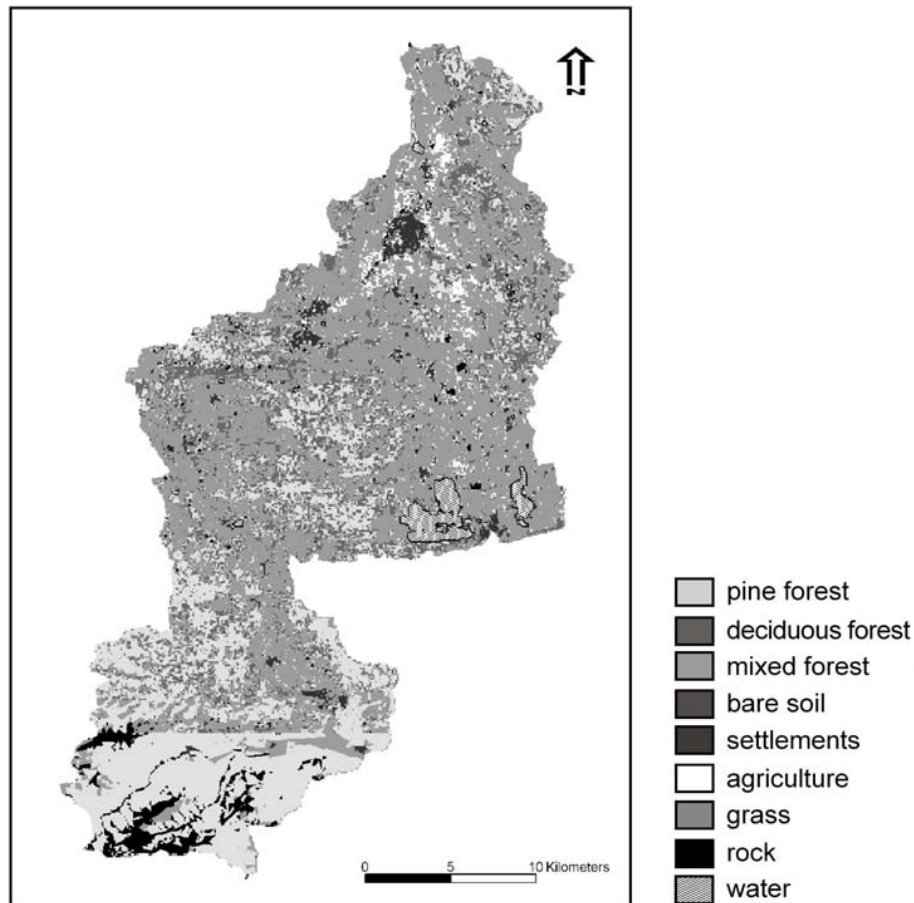 N
0 5 10 Kilometers
pine forest
deciduous forest
mixed forest
bare soil
settlements
agriculture
grass
rock
water